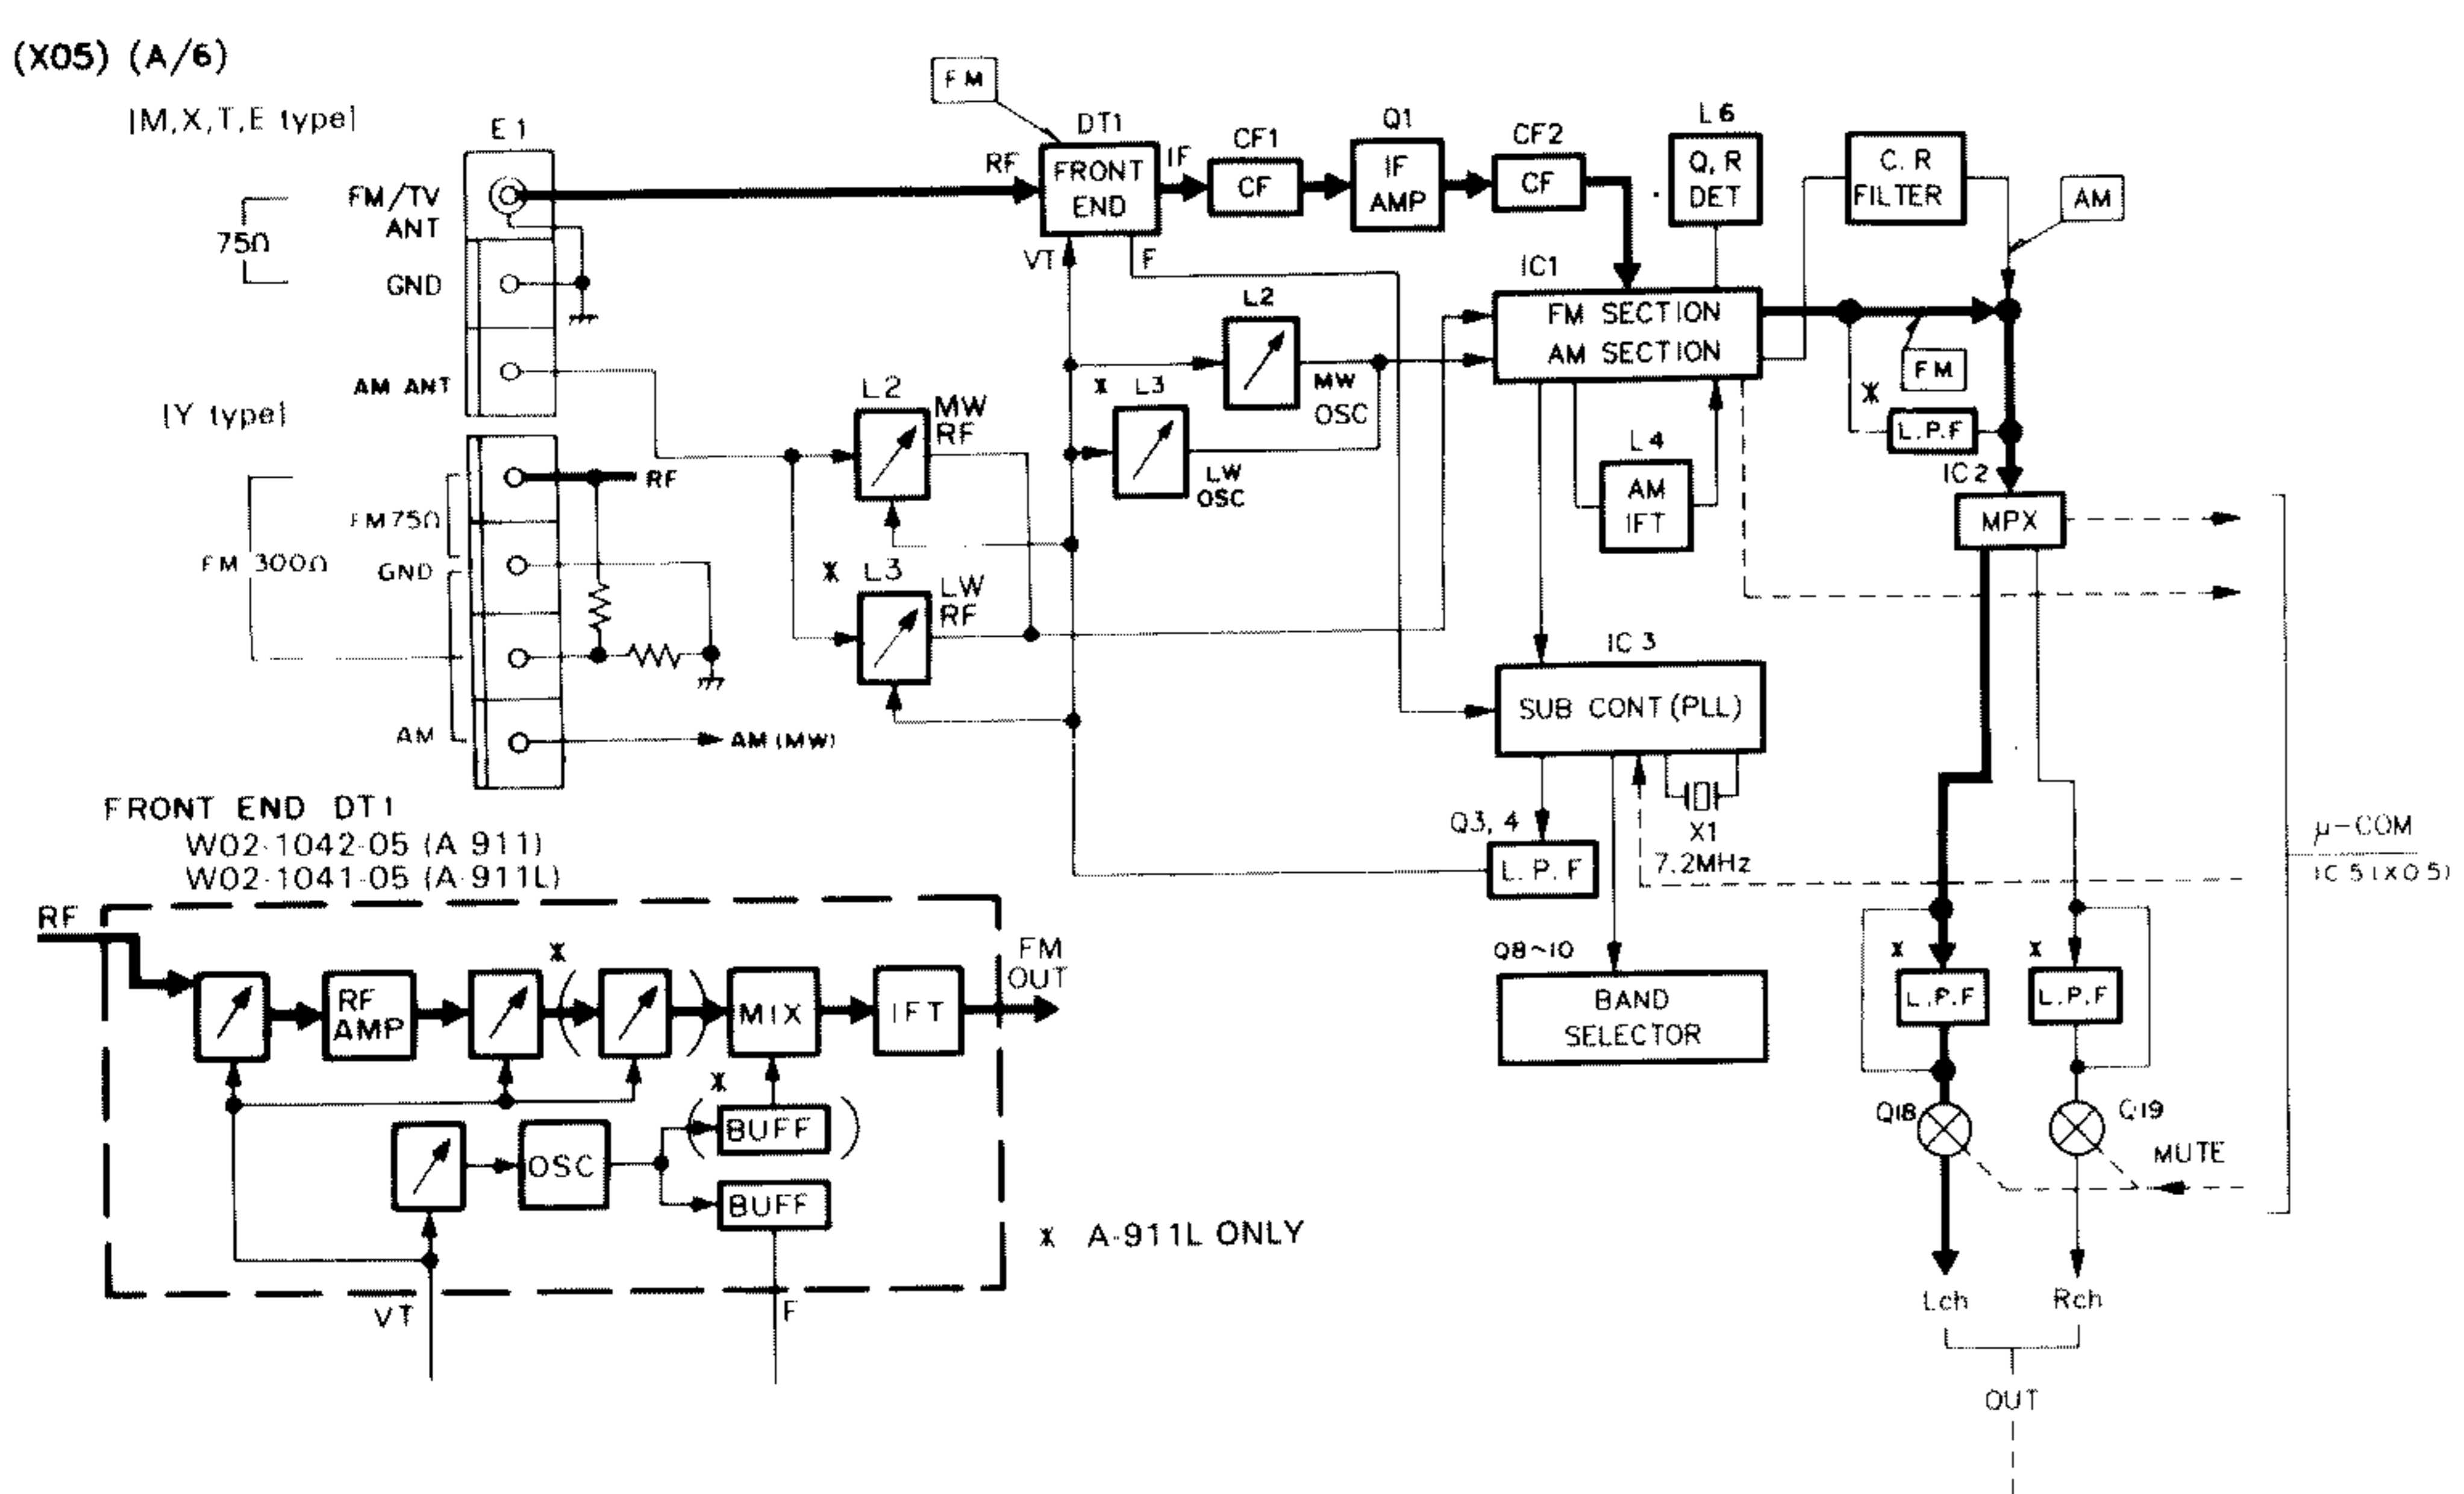 (X05) (A/6)
[M,X,T,E type]
E1
FM/TV
ANT
75Ω
GND
AM ANT
[Y type]
RF
FM 75Ω
FM 300Ω
GND
AM
AM (MW)
FM
DT1
RF
FRONT
END
IF
VT
F
CF1
CF
Q1
IF
AMP
CF2
CF
L6
Q,R
DET
C.R
FILTER
AM
IC1
FM SECTION
AM SECTION
FM
*
L.P.F
L2
MW
OSC
* L3
LW
OSC
L2
MW
RF
* L3
LW
RF
L4
AM
IFT
IC2
MPX
IC 3
SUB CONT (PLL)
X1
7.2MHz
Q3, 4
L.P.F
Q8~10
BAND
SELECTOR
μ-COM
IC5 (X05)
*
L.P.F
*
L.P.F
Q18
Q19
MUTE
Lch
Rch
OUT
FRONT END DT1
W02-1042-05 (A-911)
W02-1041-05 (A-911L)
RF
RF
AMP
*
MIX
IFT
FM
OUT
*
BUFF
OSC
BUFF
VT
F
* A-911L ONLY